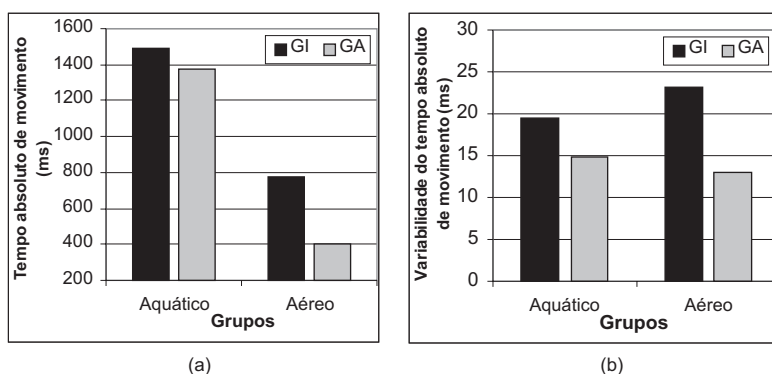 Tempo absoluto de movimento
(ms)
1600
1400
1200
1000
800
600
400
200
GI GA
Aquático Aéreo
Grupos
(a)
Variabilidade do tempo absoluto
de movimento (ms)
30
25
20
15
10
5
0
GI GA
Aquático Aéreo
Grupos
(b)